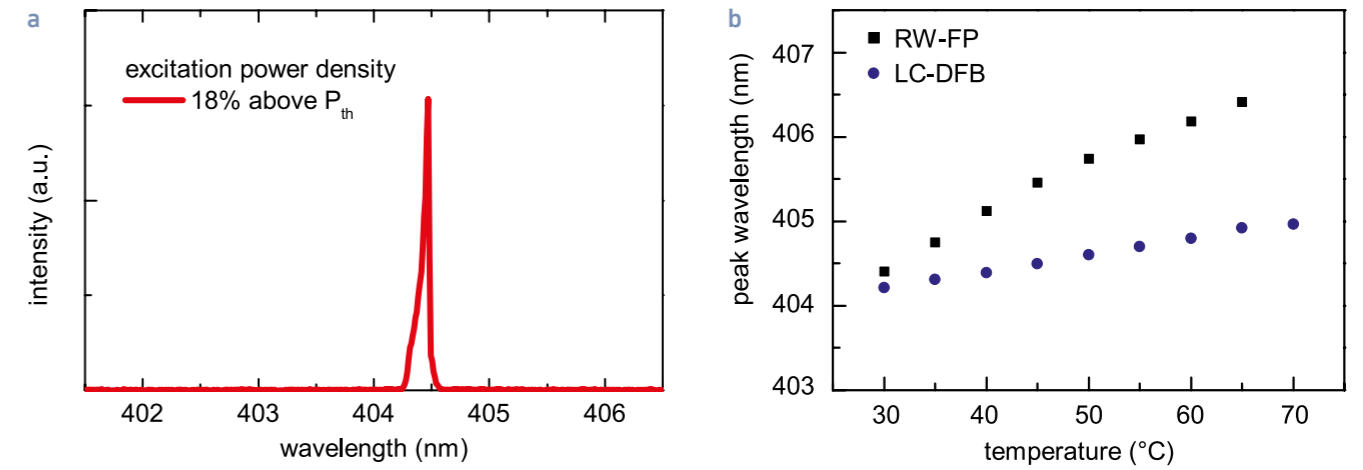 a
excitation power density
18% above Pth
intensity (a.u.)
402 403 404 405 406
wavelength (nm)
b
RW-FP
LC-DFB
peak wavelength (nm)
407
406
405
404
403
30 40 50 60 70
temperature (°C)